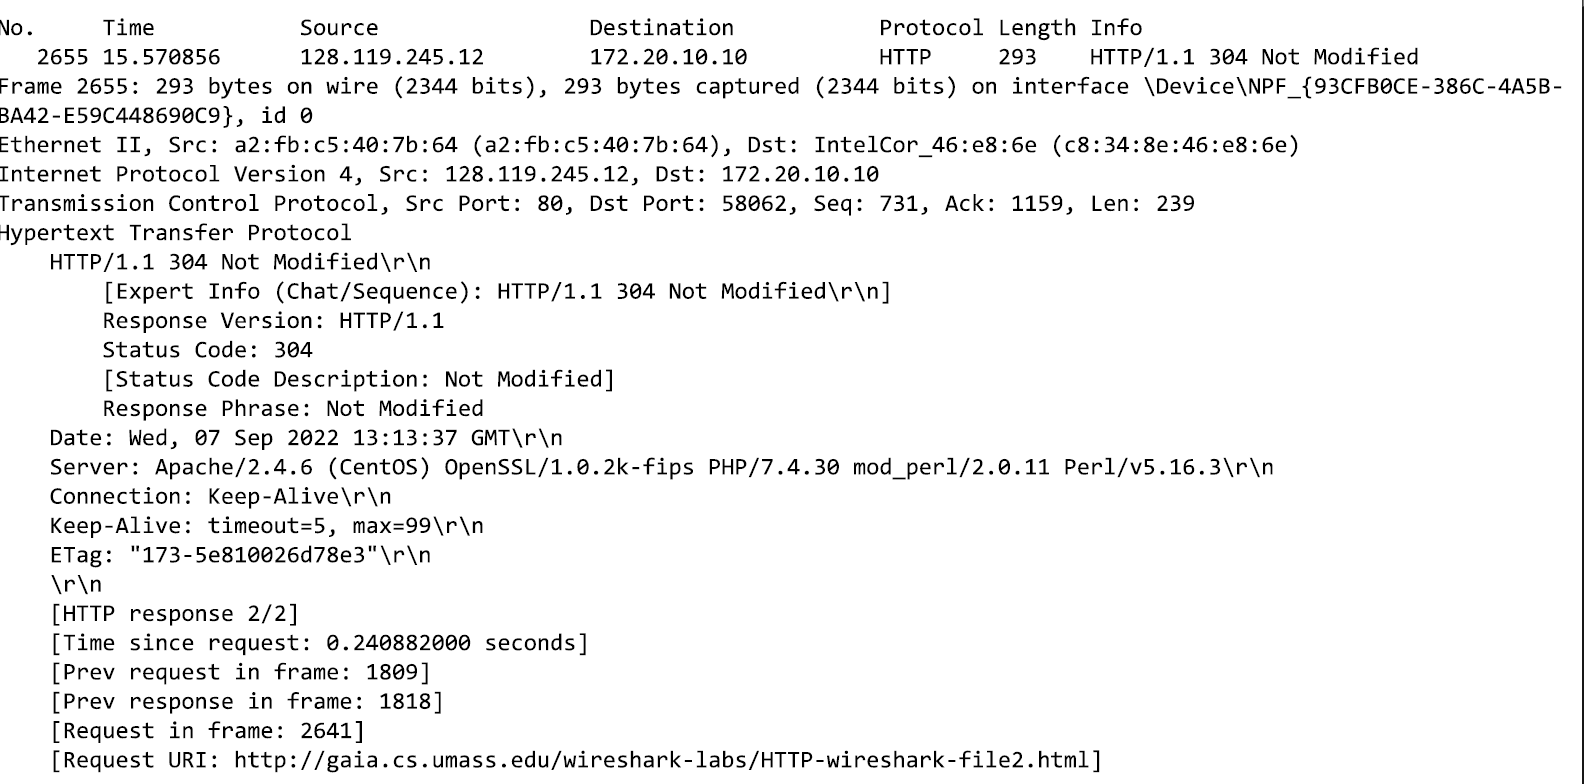 No. Time Source Destination Protocol Length Info
2655 15.570856 128.119.245.12 172.20.10.10 HTTP 293 HTTP/1.1 304 Not Modified
Frame 2655: 293 bytes on wire (2344 bits), 293 bytes captured (2344 bits) on interface \Device\NPF_{93CFB0CE-386C-4A5B-
BA42-E59C448690C9}, id 0
Ethernet II, Src: a2:fb:c5:40:7b:64 (a2:fb:c5:40:7b:64), Dst: IntelCor_46:e8:6e (c8:34:8e:46:e8:6e)
Internet Protocol Version 4, Src: 128.119.245.12, Dst: 172.20.10.10
Transmission Control Protocol, Src Port: 80, Dst Port: 58062, Seq: 731, Ack: 1159, Len: 239
Hypertext Transfer Protocol
HTTP/1.1 304 Not Modified\r\n
[Expert Info (Chat/Sequence): HTTP/1.1 304 Not Modified\r\n]
Response Version: HTTP/1.1
Status Code: 304
[Status Code Description: Not Modified]
Response Phrase: Not Modified
Date: Wed, 07 Sep 2022 13:13:37 GMT\r\n
Server: Apache/2.4.6 (CentOS) OpenSSL/1.0.2k-fips PHP/7.4.30 mod_perl/2.0.11 Perl/v5.16.3\r\n
Connection: Keep-Alive\r\n
Keep-Alive: timeout=5, max=99\r\n
ETag: "173-5e810026d78e3"\r\n
\r\n
[HTTP response 2/2]
[Time since request: 0.240882000 seconds]
[Prev request in frame: 1809]
[Prev response in frame: 1818]
[Request in frame: 2641]
[Request URI: http://gaia.cs.umass.edu/wireshark-labs/HTTP-wireshark-file2.html]